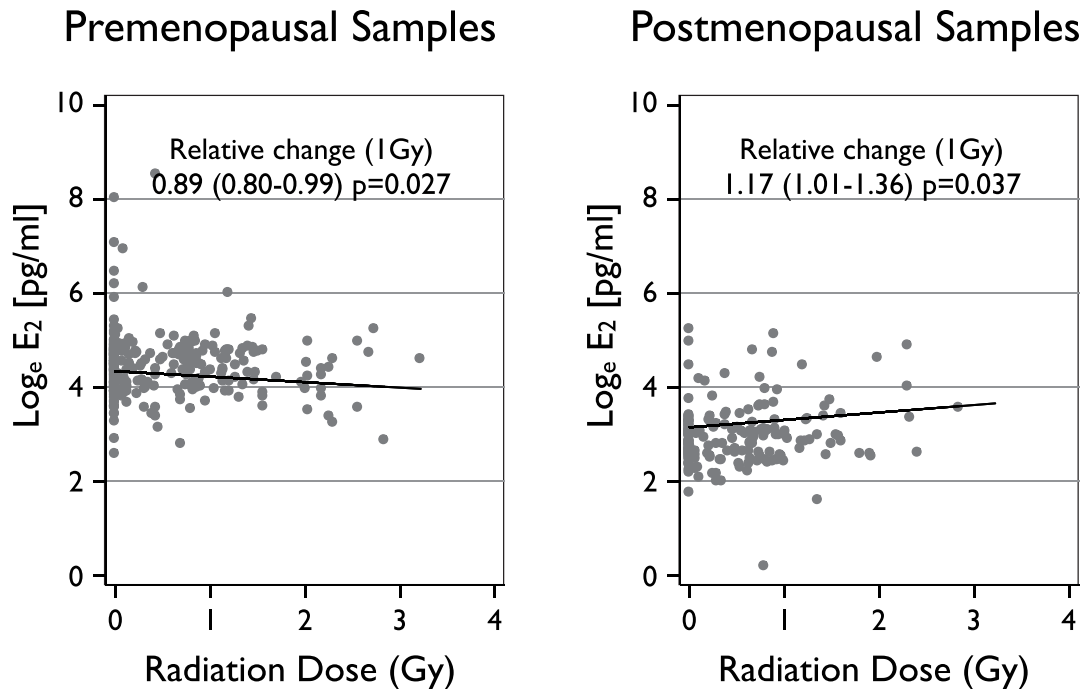 Premenopausal Samples
Postmenopausal Samples
Relative change (1Gy)
0.89 (0.80-0.99) p=0.027
Relative change (1Gy)
1.17 (1.01-1.36) p=0.037
Logₑ E₂ [pg/ml]
10
8
6
4
2
0
0 1 2 3 4
Radiation Dose (Gy)
Logₑ E₂ [pg/ml]
10
8
6
4
2
0
0 1 2 3 4
Radiation Dose (Gy)